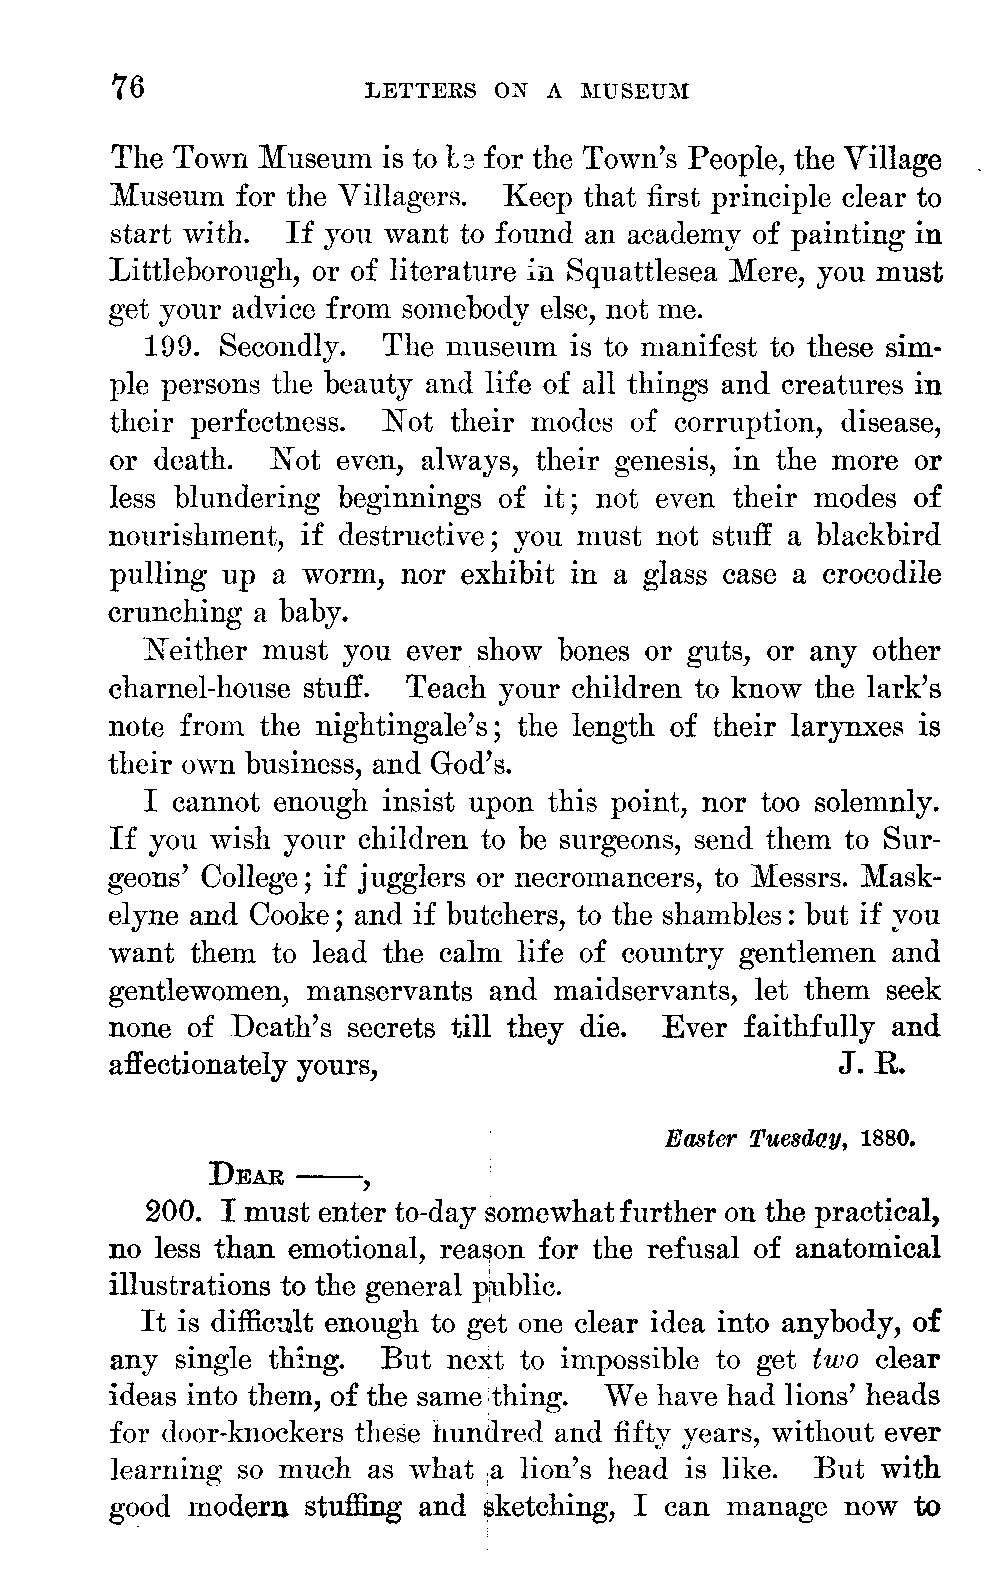 76 LETTERS ON A MUSEUM
The Town Museum is to be for the Town's People, the Village
Museum for the Villagers. Keep that first principle clear to
start with. If you want to found an academy of painting in
Littleborough, or of literature in Squattlesea Mere, you must
get your advice from somebody else, not me.
199. Secondly. The museum is to manifest to these sim-
ple persons the beauty and life of all things and creatures in
their perfectness. Not their modes of corruption, disease,
or death. Not even, always, their genesis, in the more or
less blundering beginnings of it; not even their modes of
nourishment, if destructive; you must not stuff a blackbird
pulling up a worm, nor exhibit in a glass case a crocodile
crunching a baby.
Neither must you ever show bones or guts, or any other
charnel-house stuff. Teach your children to know the lark's
note from the nightingale's; the length of their larynxes is
their own business, and God's.
I cannot enough insist upon this point, nor too solemnly.
If you wish your children to be surgeons, send them to Sur-
geons' College; if jugglers or necromancers, to Messrs. Mask-
elyne and Cooke; and if butchers, to the shambles: but if you
want them to lead the calm life of country gentlemen and
gentlewomen, manservants and maidservants, let them seek
none of Death's secrets till they die. Ever faithfully and
affectionately yours, J. R.
Easter Tuesday, 1880.
DEAR ——,
200. I must enter to-day somewhat further on the practical,
no less than emotional, reason for the refusal of anatomical
illustrations to the general public.
It is difficult enough to get one clear idea into anybody, of
any single thing. But next to impossible to get two clear
ideas into them, of the same thing. We have had lions' heads
for door-knockers these hundred and fifty years, without ever
learning so much as what a lion's head is like. But with
good modern stuffing and sketching, I can manage now to